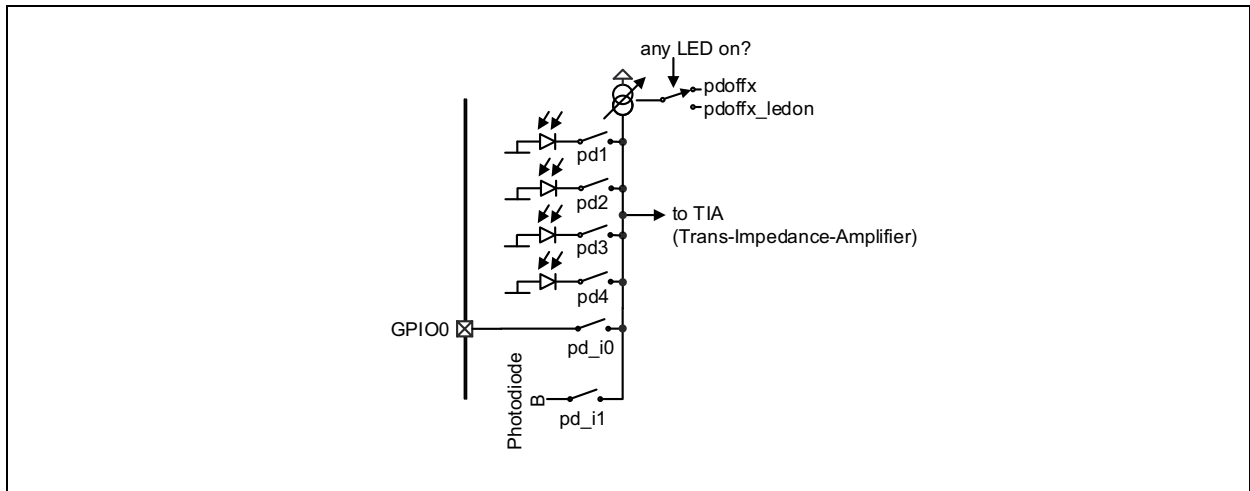 any LED on?
pdoffx
pdoffx_ledon
pd1
pd2
to TIA
(Trans-Impedance-Amplifier)
pd3
pd4
GPIO0
pd_i0
Photodiode
B
pd_i1